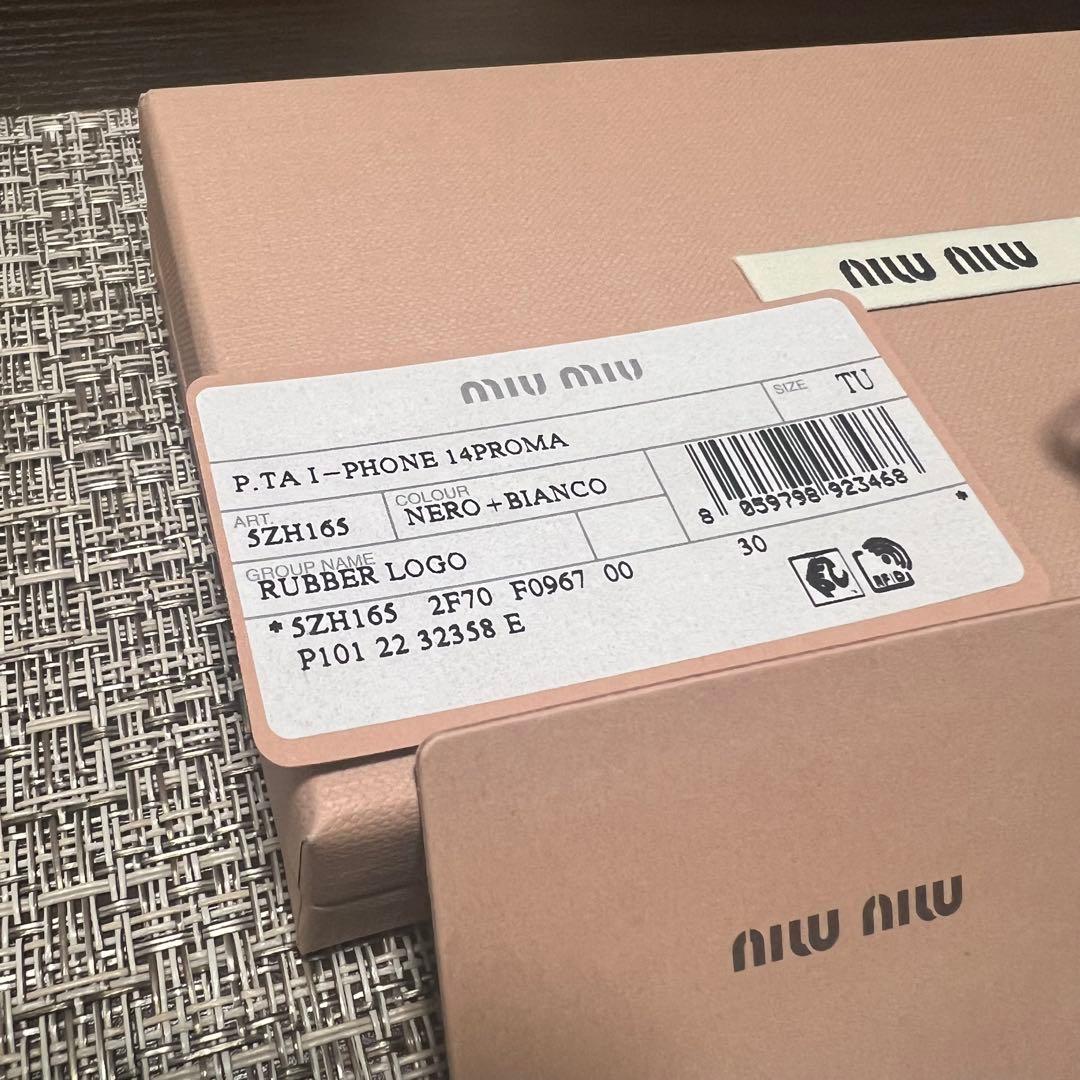 miu miu
miu miu
SIZE TU
P.TA I-PHONE 14PROMA
ART. 5ZH165
COLOUR NERO+BIANCO
8 059798 923468
GROUP NAME RUBBER LOGO
30 *
* 5ZH165 2F70 F0967 00
P101 22 32358 E
RFID
miu miu